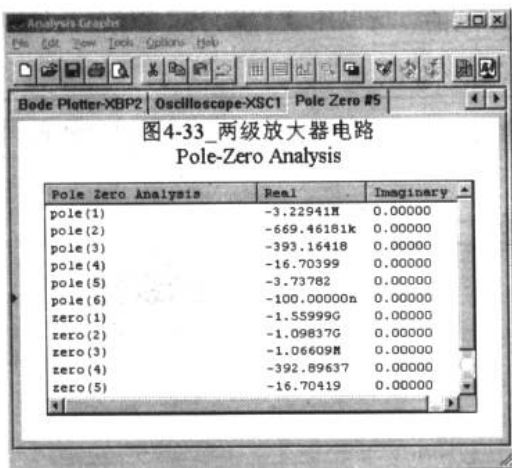 Analysis Graphs
File Edit View Tools Options Help
Bode Plotter-XBP2 Oscilloscope-XSC1 Pole Zero #5
图4-33_两级放大器电路
Pole-Zero Analysis
Pole Zero Analysis Real Imaginary
pole(1) -3.22941M 0.00000
pole(2) -669.46181k 0.00000
pole(3) -393.16418 0.00000
pole(4) -16.70399 0.00000
pole(5) -3.73782 0.00000
pole(6) -100.00000n 0.00000
zero(1) -1.55999G 0.00000
zero(2) -1.09837G 0.00000
zero(3) -1.06609M 0.00000
zero(4) -392.89637 0.00000
zero(5) -16.70419 0.00000